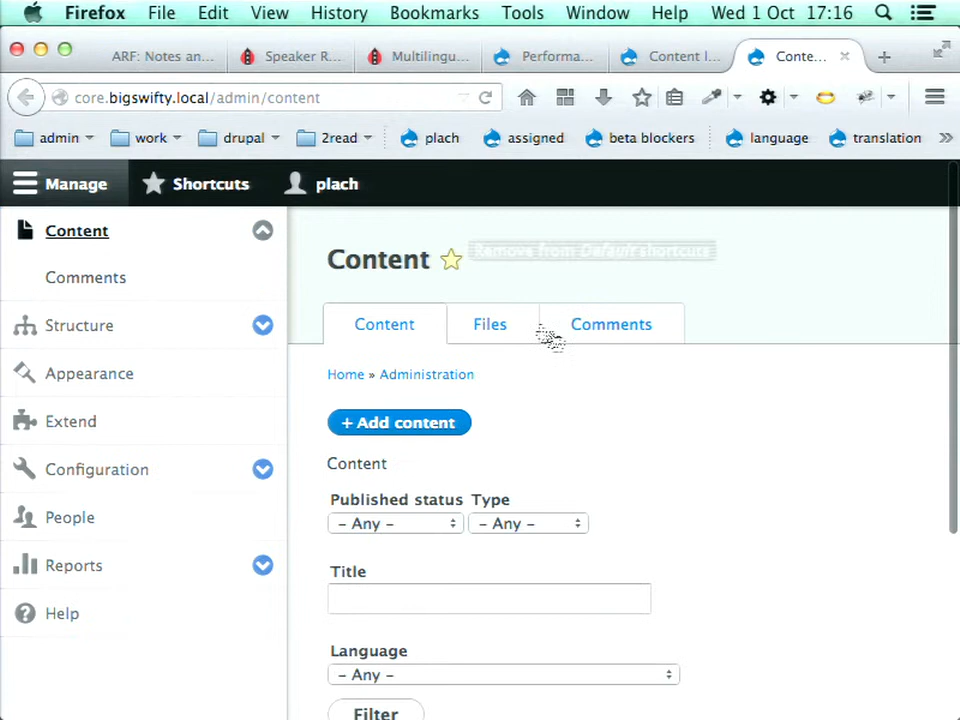 Firefox File Edit View History Bookmarks Tools Window Help Wed 1 Oct 17:16
ARF: Notes an... Speaker R... Multilingu... Performa... Content l... Conte...
core.bigswifty.local/admin/content
admin work drupal 2read plach assigned beta blockers language translation »
Manage Shortcuts plach
Content
Comments
Structure
Appearance
Extend
Configuration
People
Reports
Help
Content Remove from Default shortcuts
Content Files Comments
Home » Administration
+ Add content
Content
Published status Type
– Any – – Any –
Title
Language
– Any –
Filter